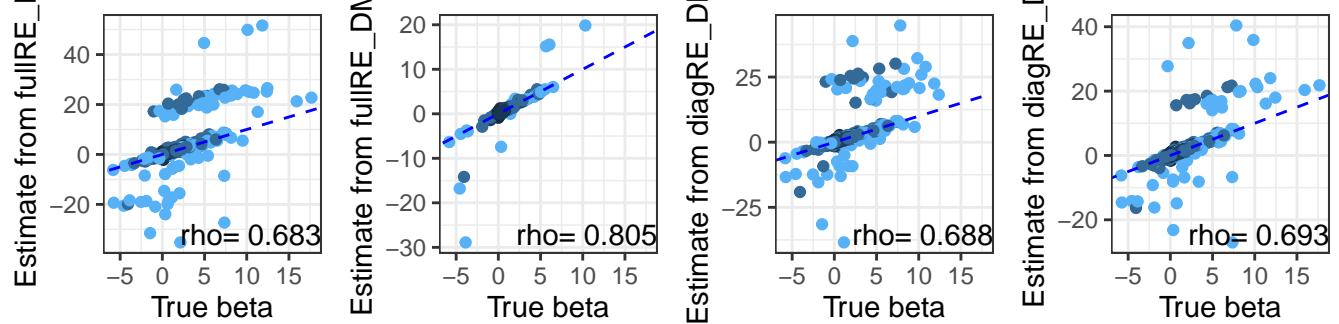 Estimate from fullRE_
40
20
0
−20
−5 0 5 10 15
True beta
rho= 0.683
Estimate from fullRE_DM
20
10
0
−10
−20
−30
−5 0 5 10 15
True beta
rho= 0.805
Estimate from diagRE_DM
25
0
−25
−5 0 5 10 15
True beta
rho= 0.688
Estimate from diagRE_D
40
20
0
−20
−5 0 5 10 15
True beta
rho= 0.693